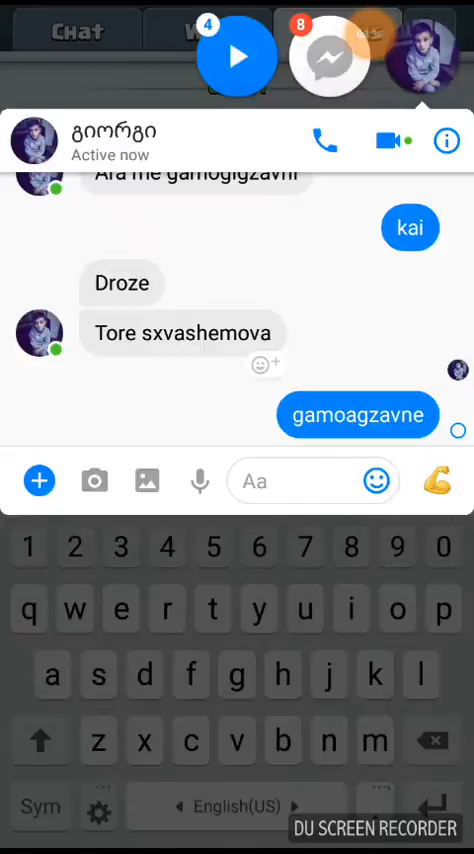 Chat
4
8
გიორგი
Active now
Ara me gamogigzavni
kai
Droze
Tore sxvashemova
gamoagzavne
Aa
1 2 3 4 5 6 7 8 9 0
q w e r t y u i o p
a s d f g h j k l
z x c v b n m
Sym
English(US)
DU SCREEN RECORDER